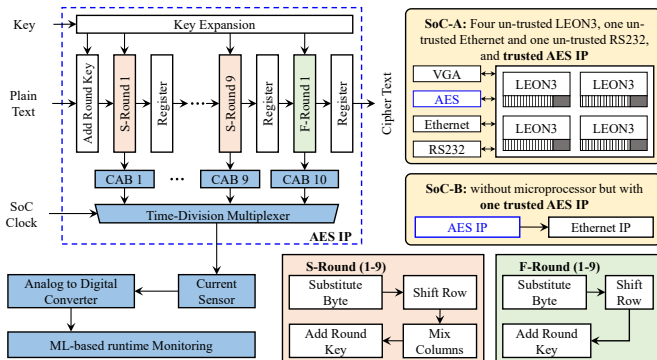 Key
Key Expansion
Plain
Text
Add Round Key
S-Round 1
Register
S-Round 9
Register
F-Round 1
Register
Cipher Text
CAB 1
...
CAB 9
CAB 10
SoC
Clock
Time-Division Multiplexer
AES IP
Analog to Digital
Converter
Current
Sensor
ML-based runtime Monitoring
SoC-A: Four un-trusted LEON3, one un-
trusted Ethernet and one un-trusted RS232,
and trusted AES IP
VGA
AES
Ethernet
RS232
LEON3
LEON3
LEON3
LEON3
SoC-B: without microprocessor but with
one trusted AES IP
AES IP
Ethernet IP
S-Round (1-9)
Substitute
Byte
Shift Row
Add Round
Key
Mix
Columns
F-Round (1-9)
Substitute
Byte
Shift
Row
Add Round
Key